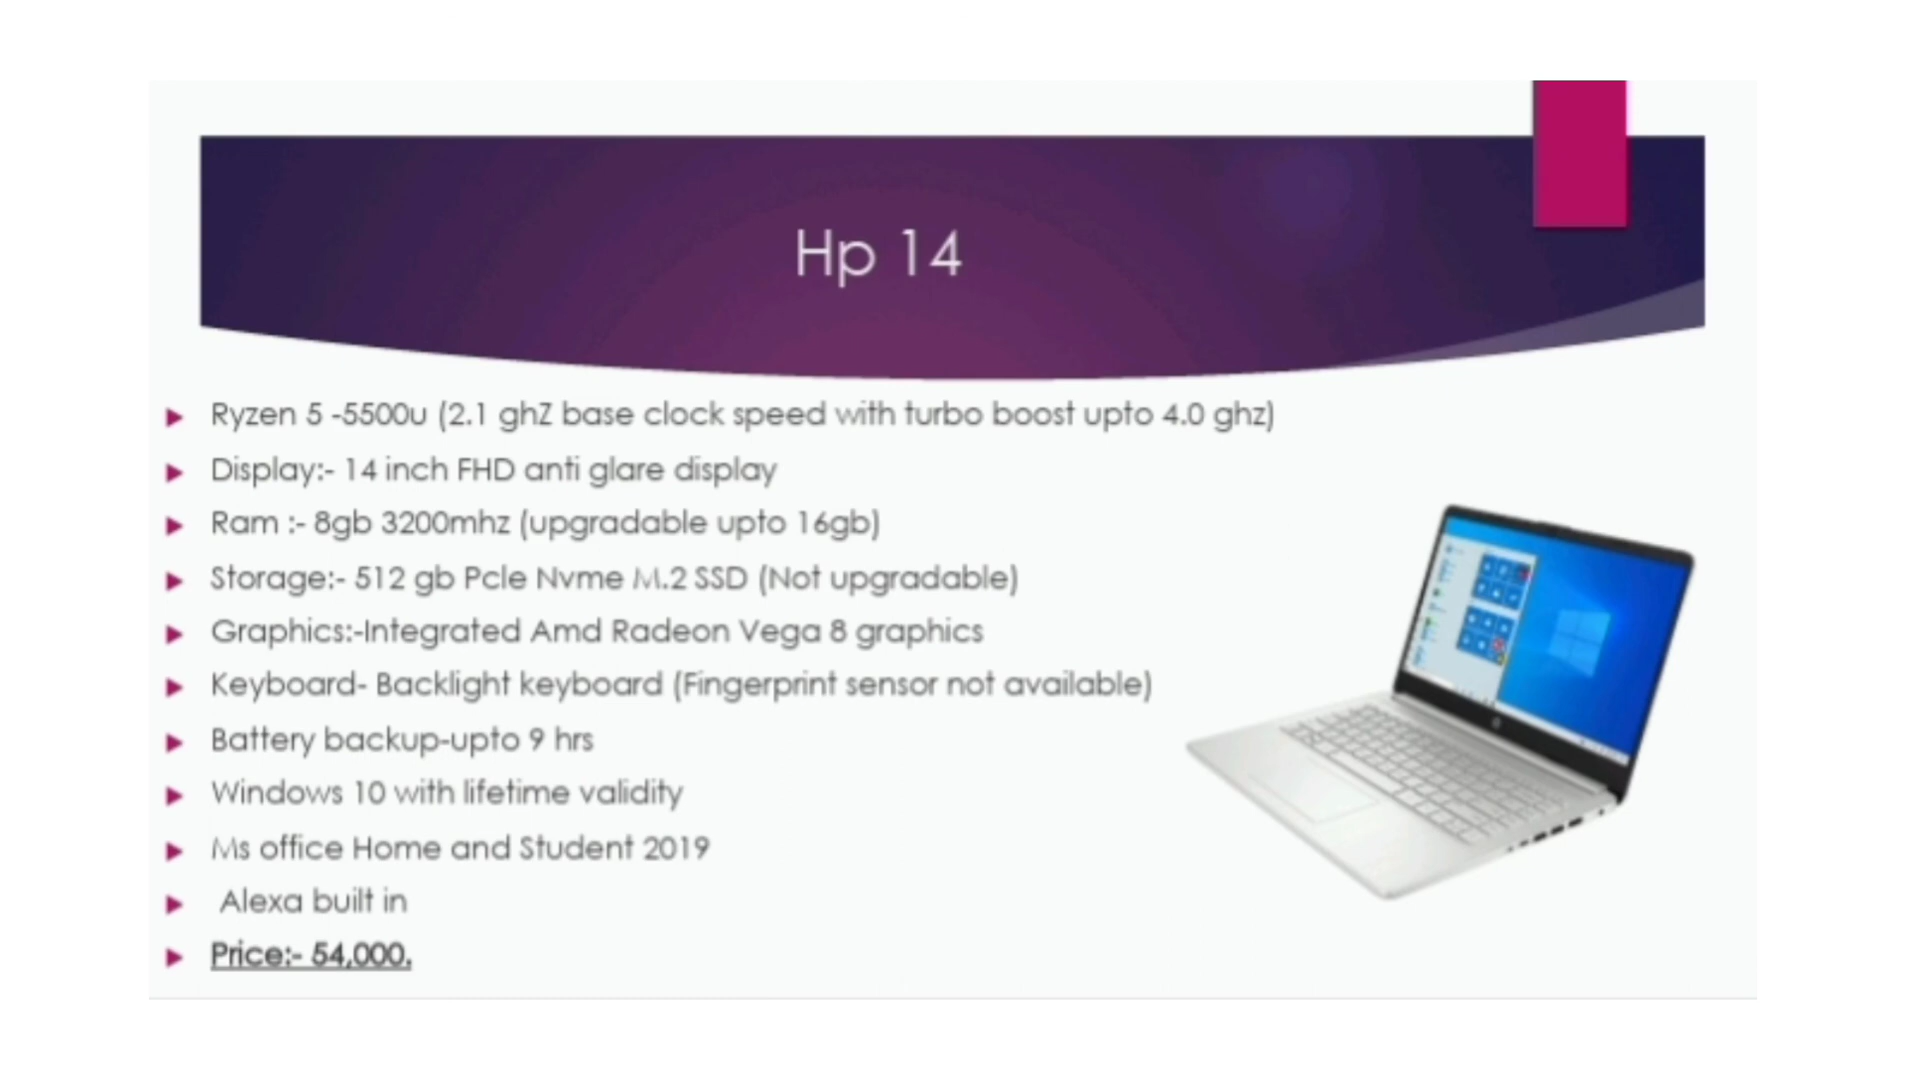 Hp 14
Ryzen 5 -5500u (2.1 ghZ base clock speed with turbo boost upto 4.0 ghz)
Display:- 14 inch FHD anti glare display
Ram :- 8gb 3200mhz (upgradable upto 16gb)
Storage:- 512 gb Pcle Nvme M.2 SSD (Not upgradable)
Graphics:-Integrated Amd Radeon Vega 8 graphics
Keyboard- Backlight keyboard (Fingerprint sensor not available)
Battery backup-upto 9 hrs
Windows 10 with lifetime validity
Ms office Home and Student 2019
Alexa built in
Price:- 54,000.